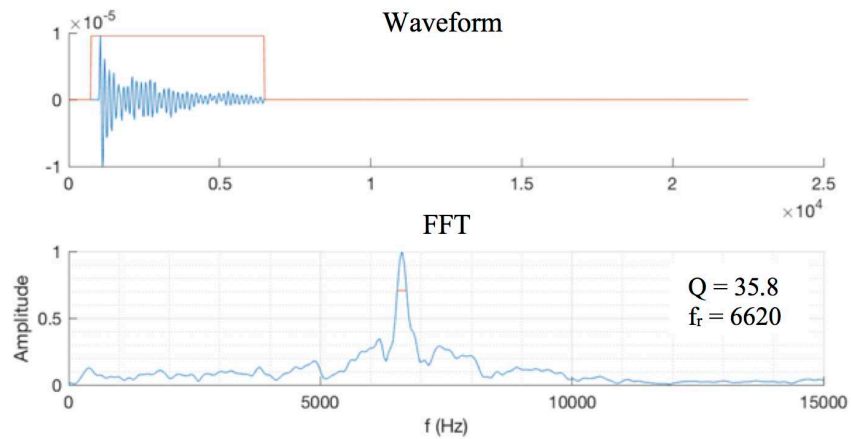 Waveform
×10⁻⁵
1
0
-1
0 0.5 1 1.5 2 2.5
×10⁴
FFT
1
0.5
0
Amplitude
Q = 35.8
fᵣ = 6620
0 5000 10000 15000
f (Hz)